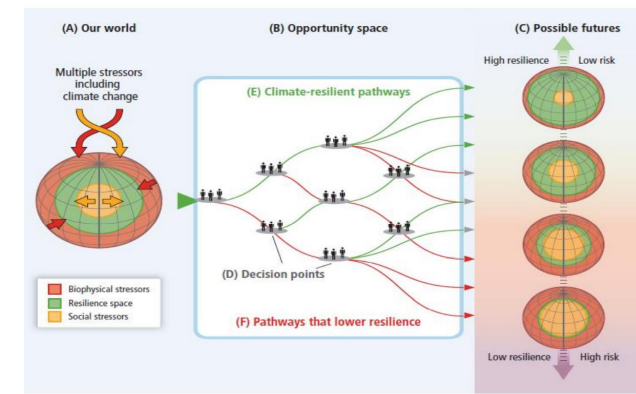 (A) Our world
(B) Opportunity space
(C) Possible futures
Multiple stressors
including
climate change
High resilience
Low risk
(E) Climate-resilient pathways
(D) Decision points
Biophysical stressors
Resilience space
Social stressors
(F) Pathways that lower resilience
Low resilience
High risk